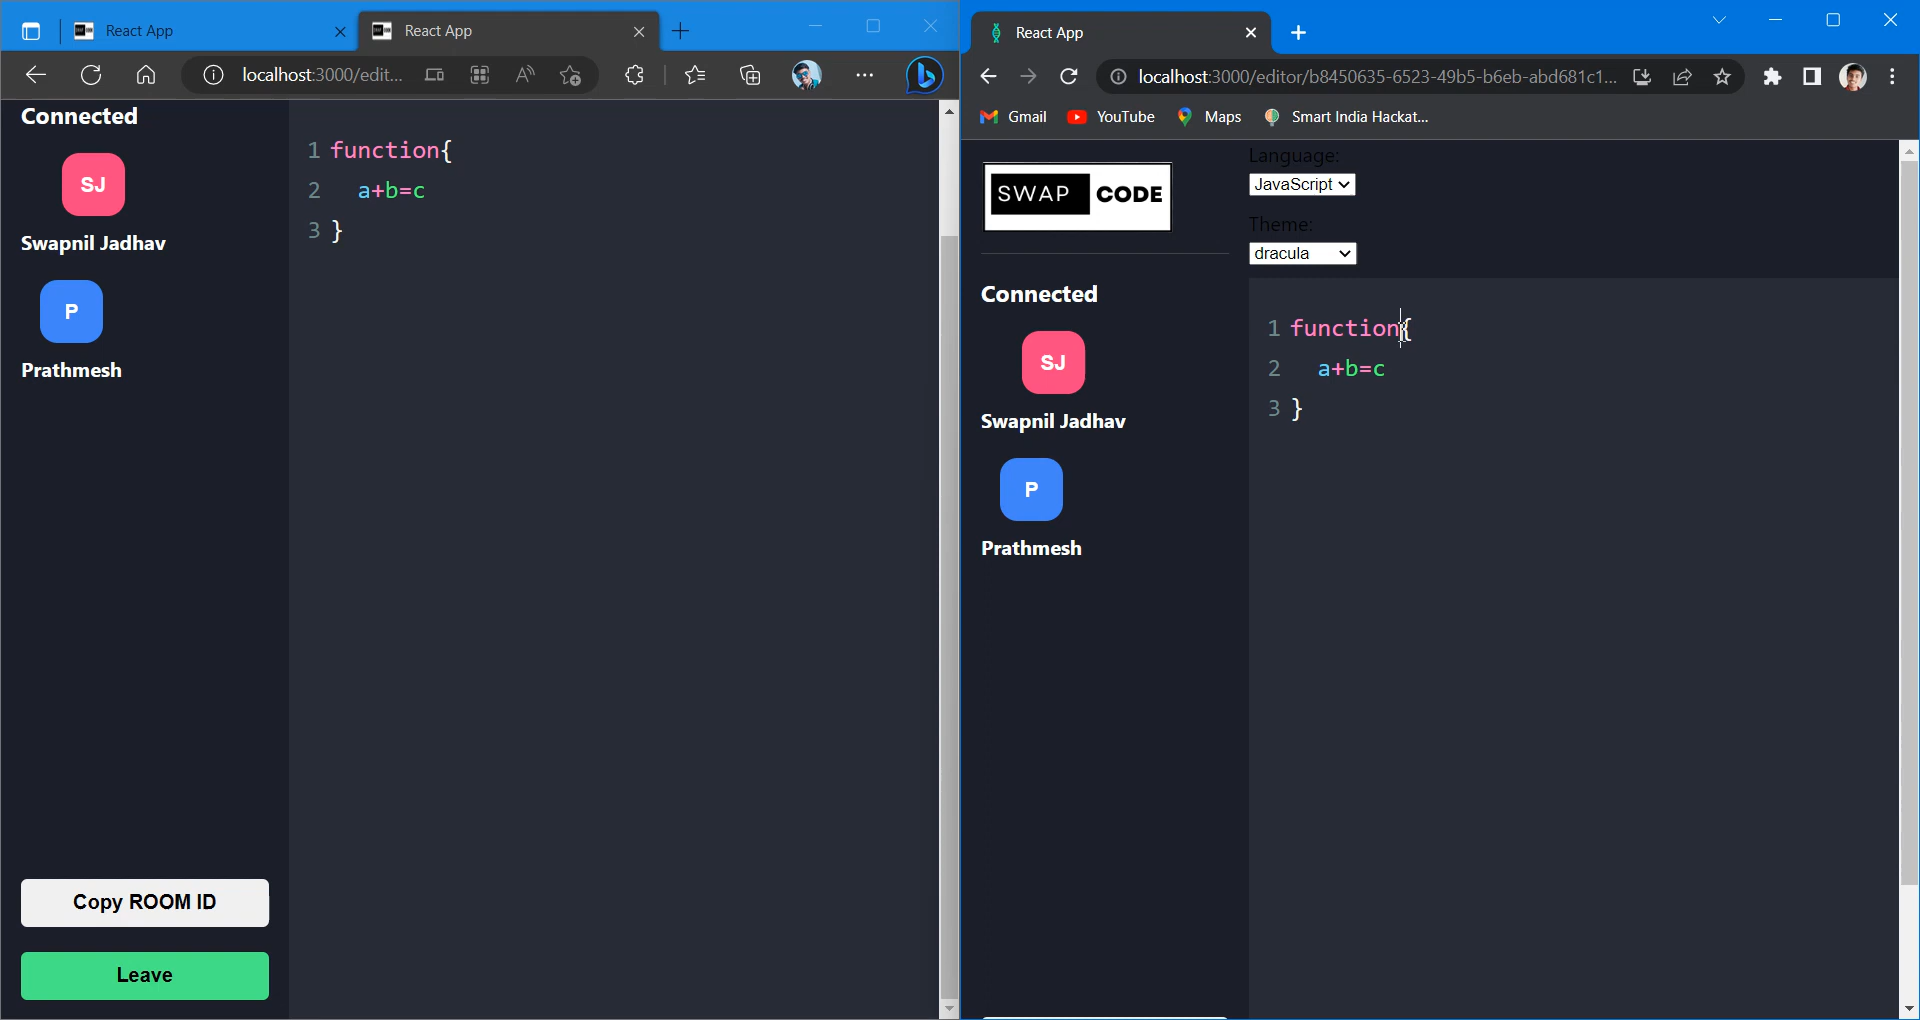 React App
React App
localhost:3000/edit...
Connected
SJ
Swapnil Jadhav
P
Prathmesh
Copy ROOM ID
Leave
1 function{
2   a+b=c
3 }
React App
localhost:3000/editor/b8450635-6523-49b5-b6eb-abd681c1...
Gmail YouTube Maps Smart India Hackat...
SWAP CODE
Connected
SJ
Swapnil Jadhav
P
Prathmesh
Language:
JavaScript
Theme:
dracula
1 function{
2   a+b=c
3 }